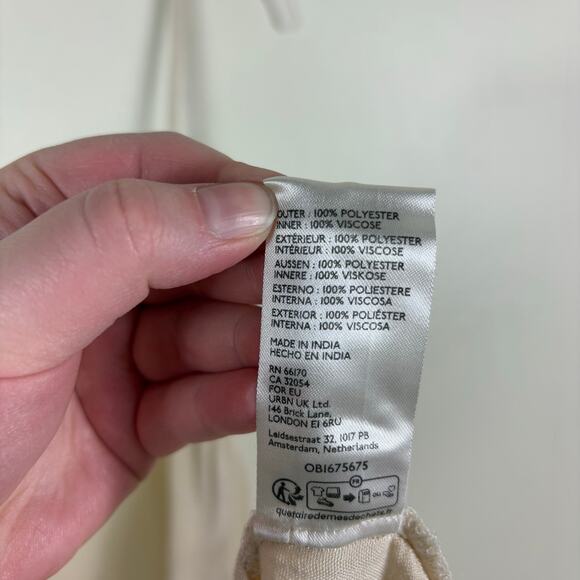 OUTER : 100% POLYESTER
INNER : 100% VISCOSE
EXTÉRIEUR : 100% POLYESTER
INTÉRIEUR : 100% VISCOSE
AUSSEN : 100% POLYESTER
INNERE : 100% VISKOSE
ESTERNO : 100% POLIESTERE
INTERNA : 100% VISCOSA
EXTERIOR : 100% POLIÉSTER
INTERNA : 100% VISCOSA
MADE IN INDIA
HECHO EN INDIA
RN 66170
CA 32054
FOR EU
URBN UK Ltd.
146 Brick Lane,
LONDON E1 6RU
Leidsestraat 32, 1017 PB
Amsterdam, Netherlands
OB1675675
FR
OU
quefairedemesdechets.fr